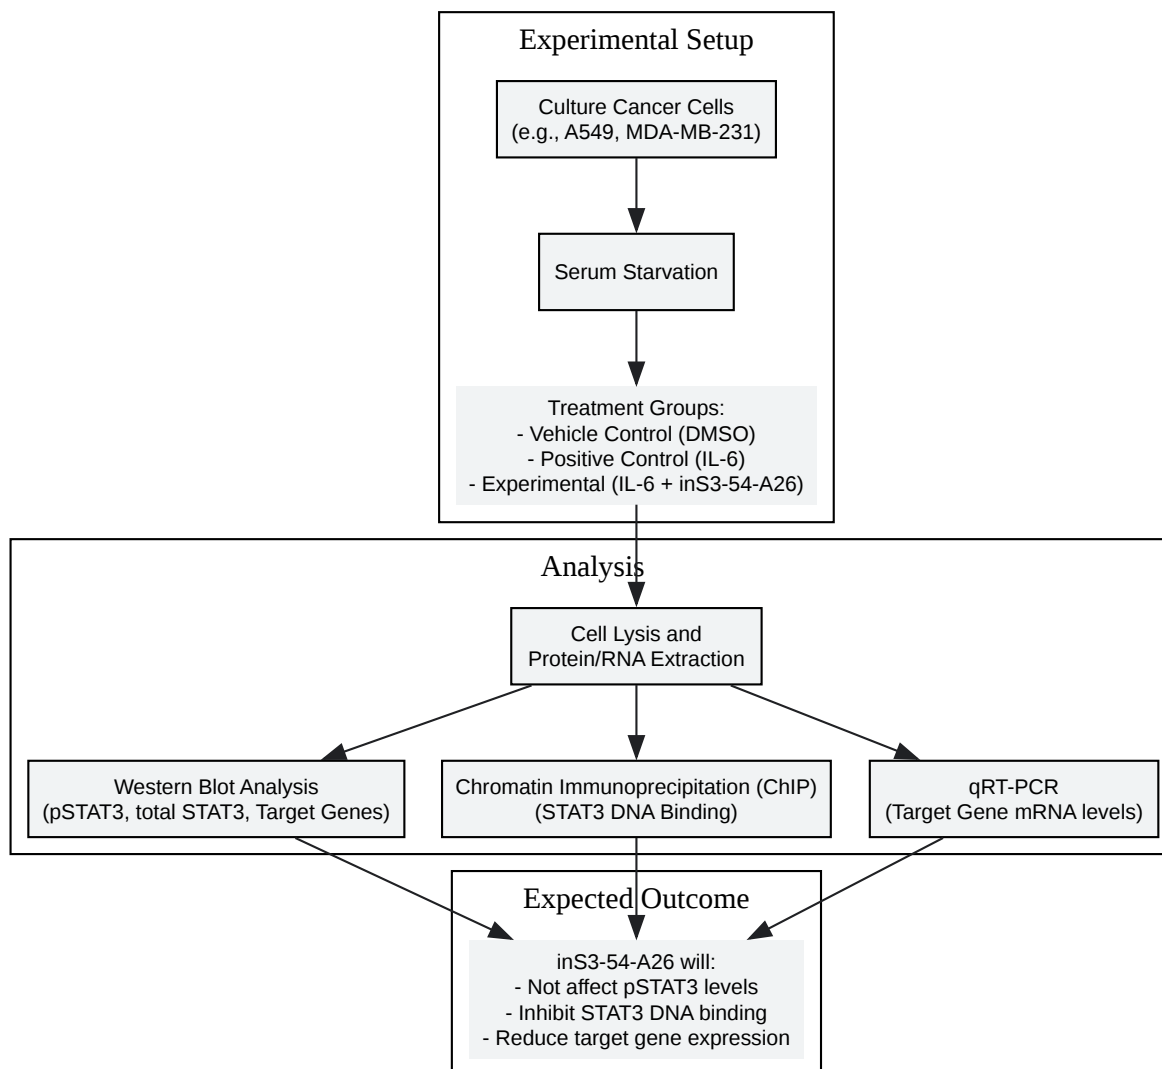 Experimental Setup
Culture Cancer Cells
(e.g., A549, MDA-MB-231)
Serum Starvation
Treatment Groups:
- Vehicle Control (DMSO)
- Positive Control (IL-6)
- Experimental (IL-6 + inS3-54-A26)
Analysis
Cell Lysis and
Protein/RNA Extraction
Western Blot Analysis
(pSTAT3, total STAT3, Target Genes)
Chromatin Immunoprecipitation (ChIP)
(STAT3 DNA Binding)
qRT-PCR
(Target Gene mRNA levels)
Expected Outcome
inS3-54-A26 will:
- Not affect pSTAT3 levels
- Inhibit STAT3 DNA binding
- Reduce target gene expression